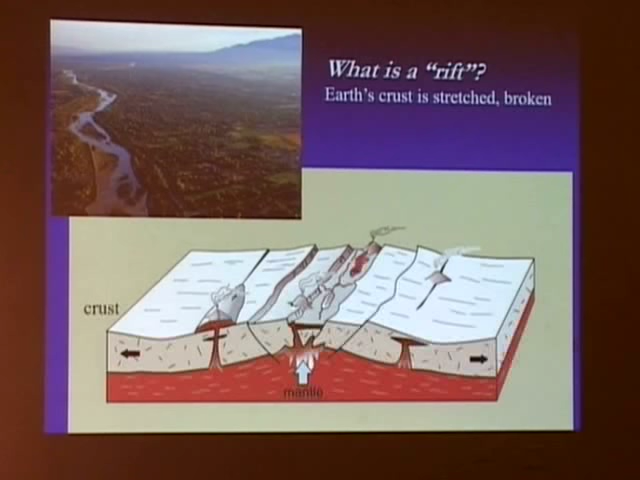 What is a “rift”?
Earth’s crust is stretched, broken
crust
mantle